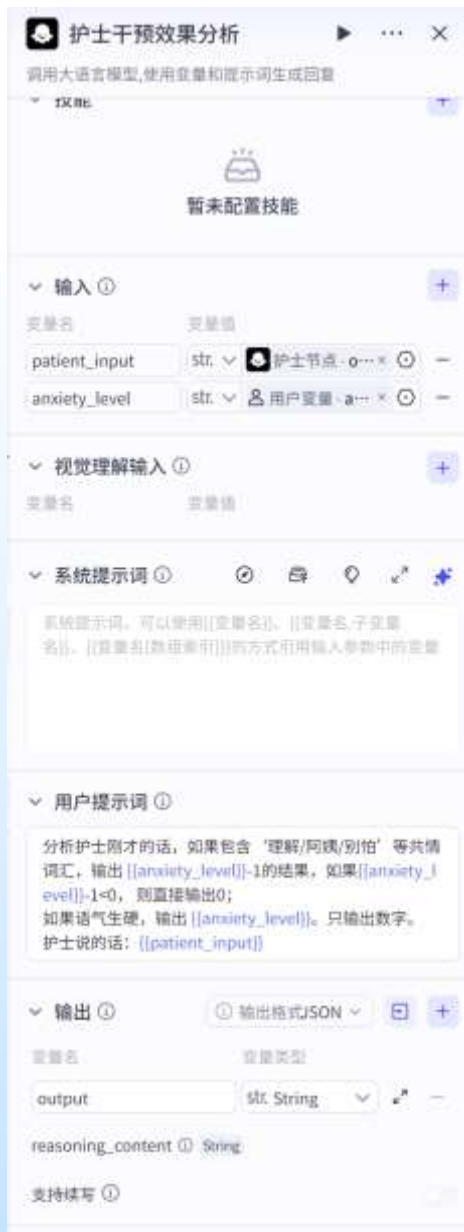 护士干预效果分析
调用大语言模型,使用变量和提示词生成回复
技能
暂未配置技能
输入
变量名 变量值
patient_input str. 护士节点 · o···
anxiety_level str. 用户变量 · a···
视觉理解输入
变量名 变量值
系统提示词
系统提示词，可以使用{{变量名}}、{{变量名.子变量
名}}、{{变量名[数组索引]}}的方式引用输入参数中的变量
用户提示词
分析护士刚才的话，如果包含‘理解/阿姨/别怕’等共情
词汇，输出 {{anxiety_level}}-1的结果，如果{{anxiety_l
evel}}-1<0，则直接输出0；
如果语气生硬，输出 {{anxiety_level}}。只输出数字。
护士说的话：{{patient_input}}
输出 输出格式JSON
变量名 变量类型
output str. String
reasoning_content String
支持续写